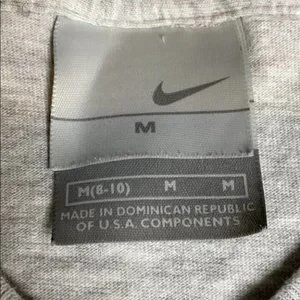 M
M(8-10) M M
MADE IN DOMINICAN REPUBLIC
OF U.S.A. COMPONENTS